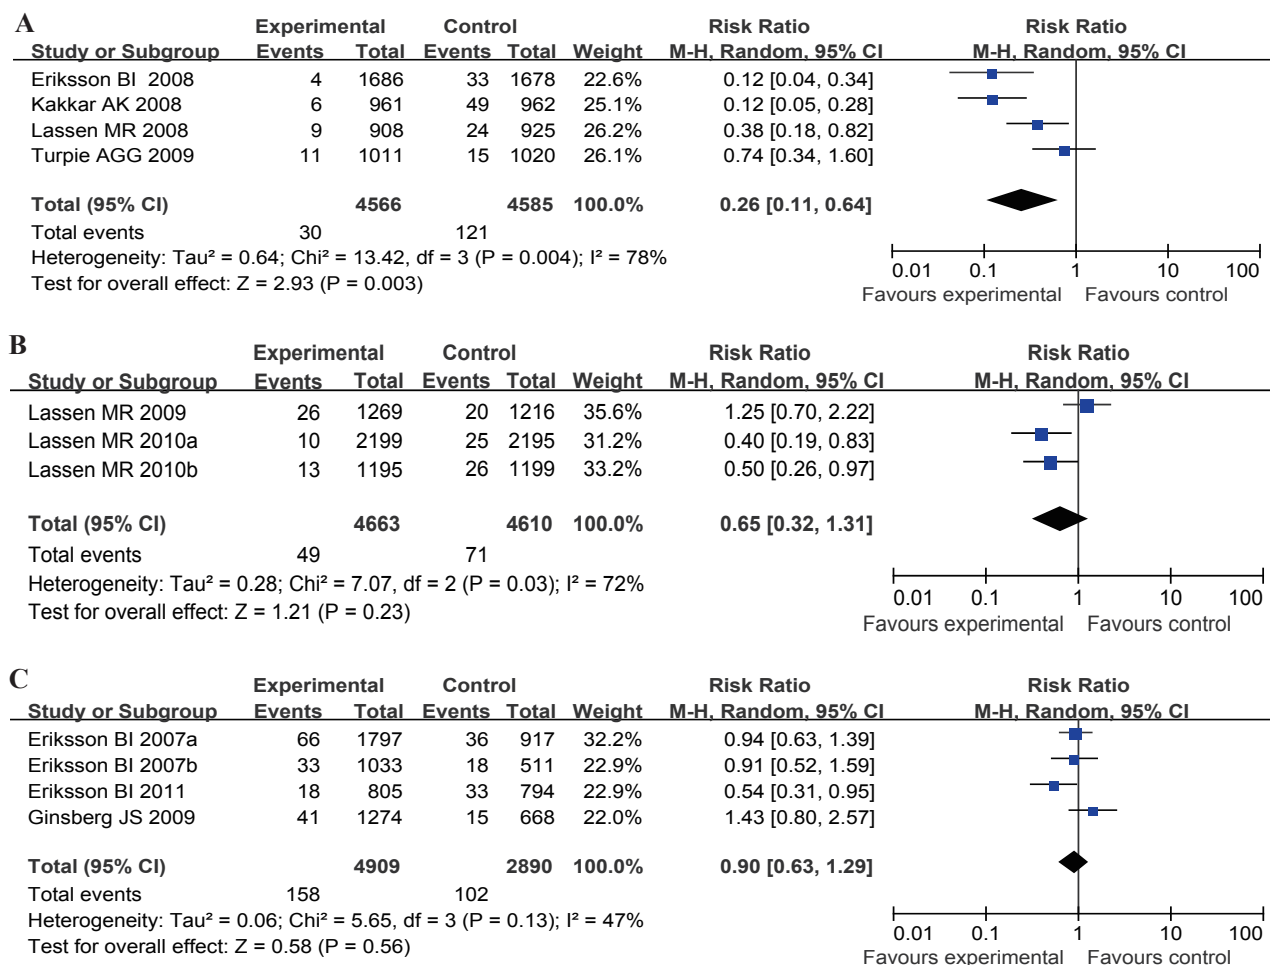 A
Experimental Control Risk Ratio Risk Ratio
Study or Subgroup Events Total Events Total Weight M-H, Random, 95% CI M-H, Random, 95% CI
Eriksson BI 2008 4 1686 33 1678 22.6% 0.12 [0.04, 0.34]
Kakkar AK 2008 6 961 49 962 25.1% 0.12 [0.05, 0.28]
Lassen MR 2008 9 908 24 925 26.2% 0.38 [0.18, 0.82]
Turpie AGG 2009 11 1011 15 1020 26.1% 0.74 [0.34, 1.60]
Total (95% CI) 4566 4585 100.0% 0.26 [0.11, 0.64]
Total events 30 121
Heterogeneity: Tau² = 0.64; Chi² = 13.42, df = 3 (P = 0.004); I² = 78%
Test for overall effect: Z = 2.93 (P = 0.003)
0.01 0.1 1 10 100
Favours experimental Favours control
B
Experimental Control Risk Ratio Risk Ratio
Study or Subgroup Events Total Events Total Weight M-H, Random, 95% CI M-H, Random, 95% CI
Lassen MR 2009 26 1269 20 1216 35.6% 1.25 [0.70, 2.22]
Lassen MR 2010a 10 2199 25 2195 31.2% 0.40 [0.19, 0.83]
Lassen MR 2010b 13 1195 26 1199 33.2% 0.50 [0.26, 0.97]
Total (95% CI) 4663 4610 100.0% 0.65 [0.32, 1.31]
Total events 49 71
Heterogeneity: Tau² = 0.28; Chi² = 7.07, df = 2 (P = 0.03); I² = 72%
Test for overall effect: Z = 1.21 (P = 0.23)
0.01 0.1 1 10 100
Favours experimental Favours control
C
Experimental Control Risk Ratio Risk Ratio
Study or Subgroup Events Total Events Total Weight M-H, Random, 95% CI M-H, Random, 95% CI
Eriksson BI 2007a 66 1797 36 917 32.2% 0.94 [0.63, 1.39]
Eriksson BI 2007b 33 1033 18 511 22.9% 0.91 [0.52, 1.59]
Eriksson BI 2011 18 805 33 794 22.9% 0.54 [0.31, 0.95]
Ginsberg JS 2009 41 1274 15 668 22.0% 1.43 [0.80, 2.57]
Total (95% CI) 4909 2890 100.0% 0.90 [0.63, 1.29]
Total events 158 102
Heterogeneity: Tau² = 0.06; Chi² = 5.65, df = 3 (P = 0.13); I² = 47%
Test for overall effect: Z = 0.58 (P = 0.56)
0.01 0.1 1 10 100
Favours experimental Favours control